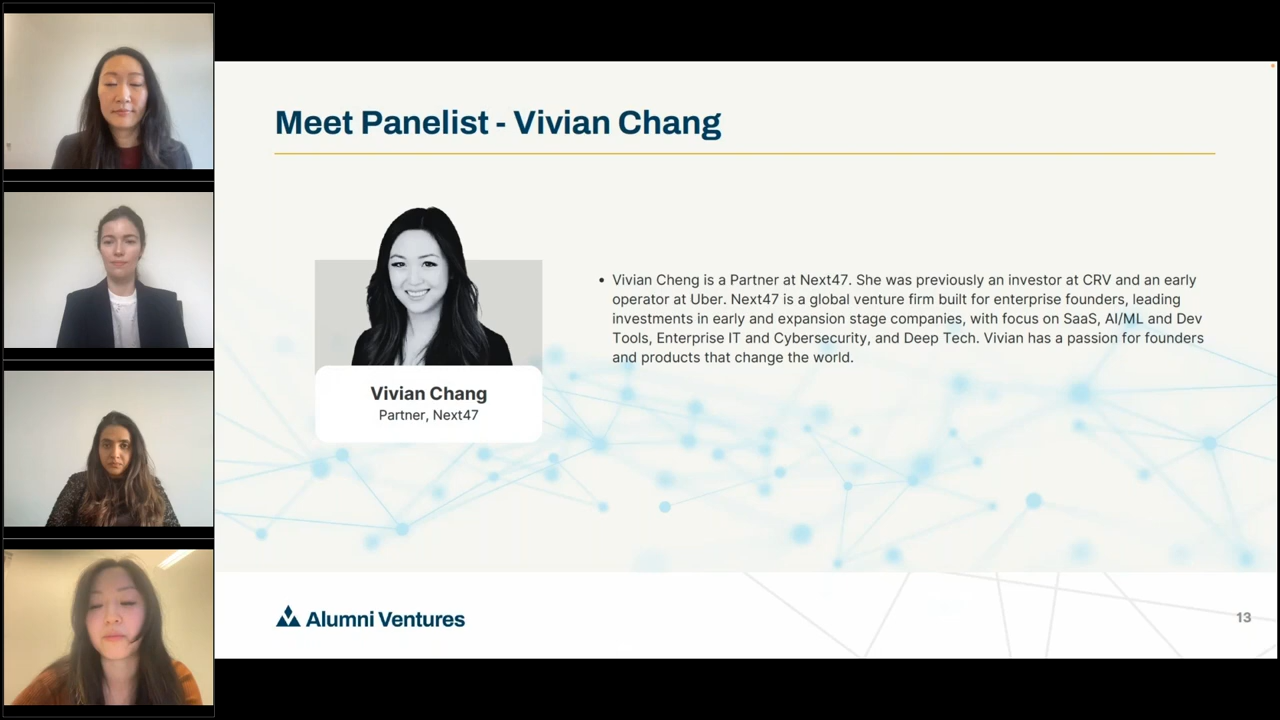 Meet Panelist - Vivian Chang
Vivian Chang
Partner, Next47
• Vivian Cheng is a Partner at Next47. She was previously an investor at CRV and an early
operator at Uber. Next47 is a global venture firm built for enterprise founders, leading
investments in early and expansion stage companies, with focus on SaaS, AI/ML and Dev
Tools, Enterprise IT and Cybersecurity, and Deep Tech. Vivian has a passion for founders
and products that change the world.
Alumni Ventures
13